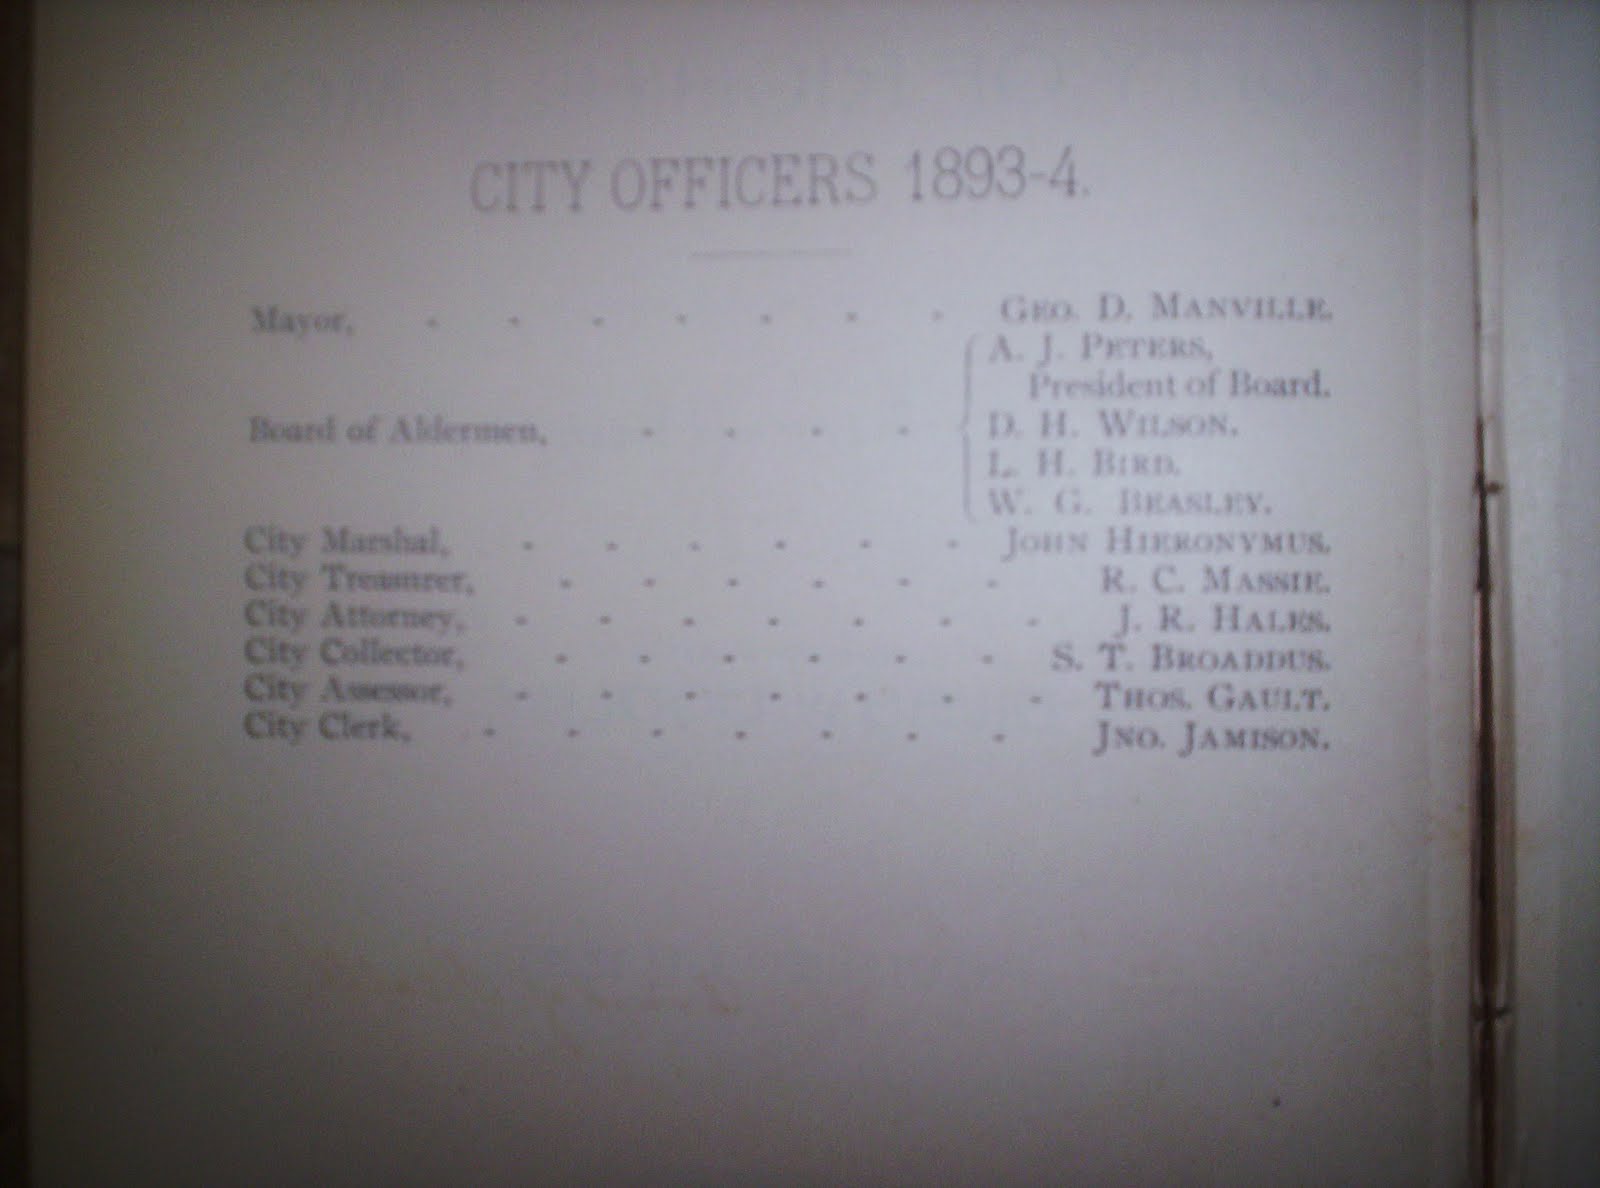 CITY OFFICERS 1893-4.
Mayor, - - - - - - - GEO. D. MANVILLE.
Board of Aldermen, - - - - { A. J. PETERS,
President of Board.
D. H. WILSON.
L. H. BIRD.
W. G. BEASLEY.
City Marshal, - - - - - - JOHN HIERONYMUS.
City Treasurer, - - - - - - R. C. MASSIE.
City Attorney, - - - - - - - J. R. HALES.
City Collector, - - - - - - S. T. BROADDUS.
City Assessor, - - - - - - - THOS. GAULT.
City Clerk, - - - - - - - JNO. JAMISON.